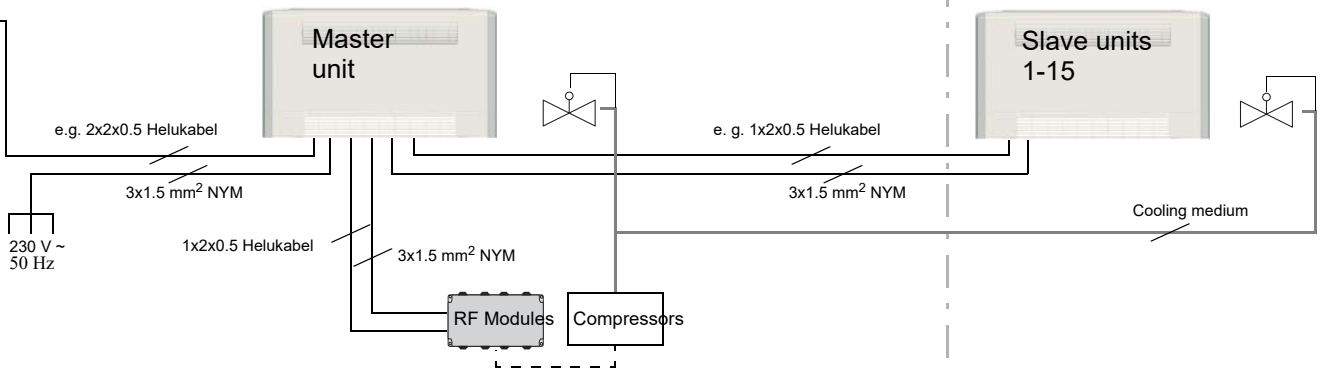 Master
unit
Slave units
1-15
e.g. 2x2x0.5 Helukabel
e. g. 1x2x0.5 Helukabel
3x1.5 mm² NYM
3x1.5 mm² NYM
Cooling medium
230 V ~
50 Hz
1x2x0.5 Helukabel
3x1.5 mm² NYM
RF Modules
Compressors